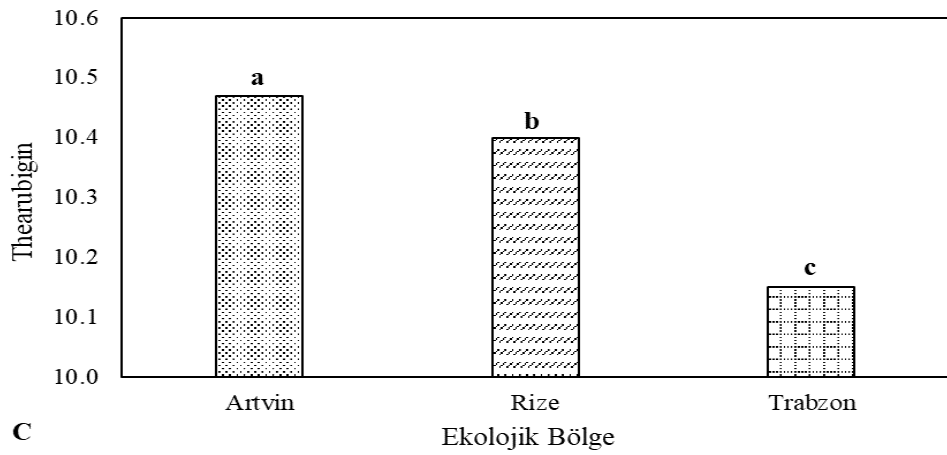 10.6
10.5
10.4
10.3
10.2
10.1
10.0
Thearubigin
a
b
c
Artvin Rize Trabzon
Ekolojik Bölge
C